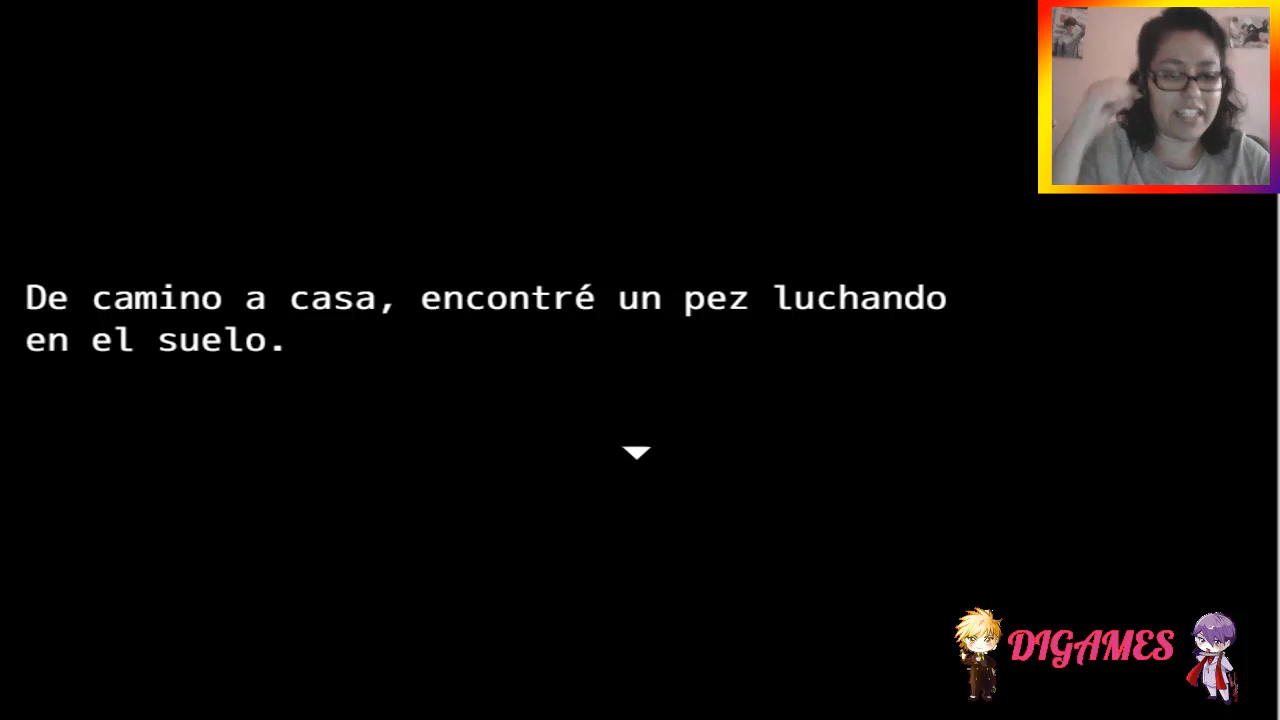 De camino a casa, encontré un pez luchando
en el suelo.
DIGAMES